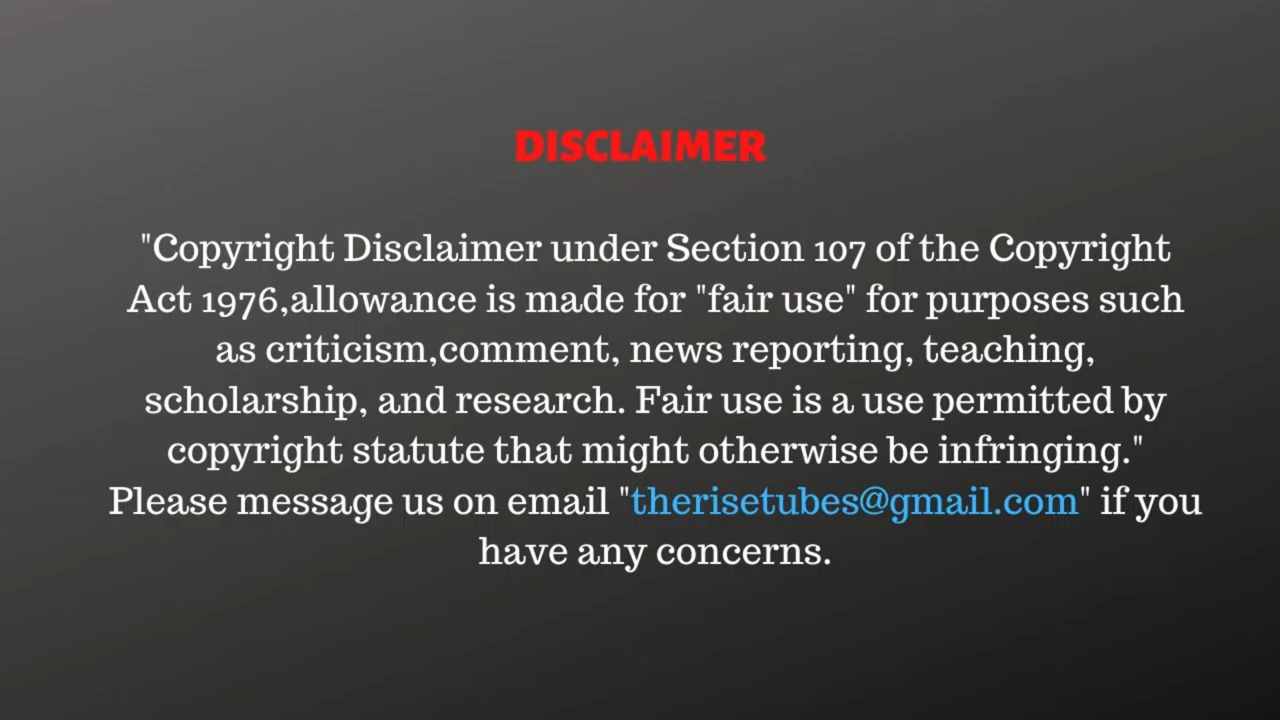 DISCLAIMER
"Copyright Disclaimer under Section 107 of the Copyright
Act 1976,allowance is made for "fair use" for purposes such
as criticism,comment, news reporting, teaching,
scholarship, and research. Fair use is a use permitted by
copyright statute that might otherwise be infringing."
Please message us on email "therisetubes@gmail.com" if you
have any concerns.